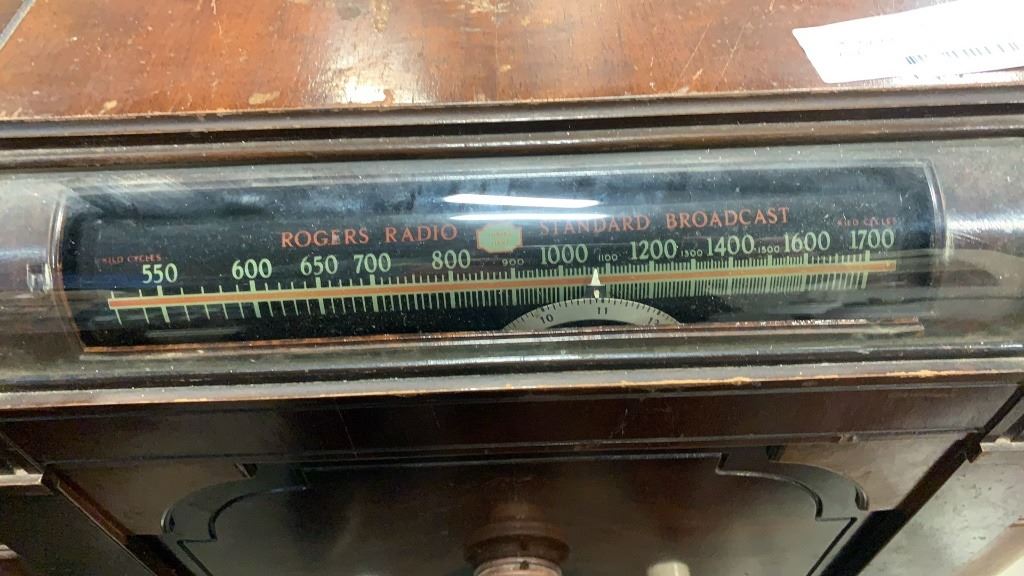 ROGERS RADIO STANDARD BROADCAST
KILO CYCLES KILO CYCLES
550 600 650 700 800 900 1000 1100 1200 1300 1400 1500 1600 1700
10 11 12